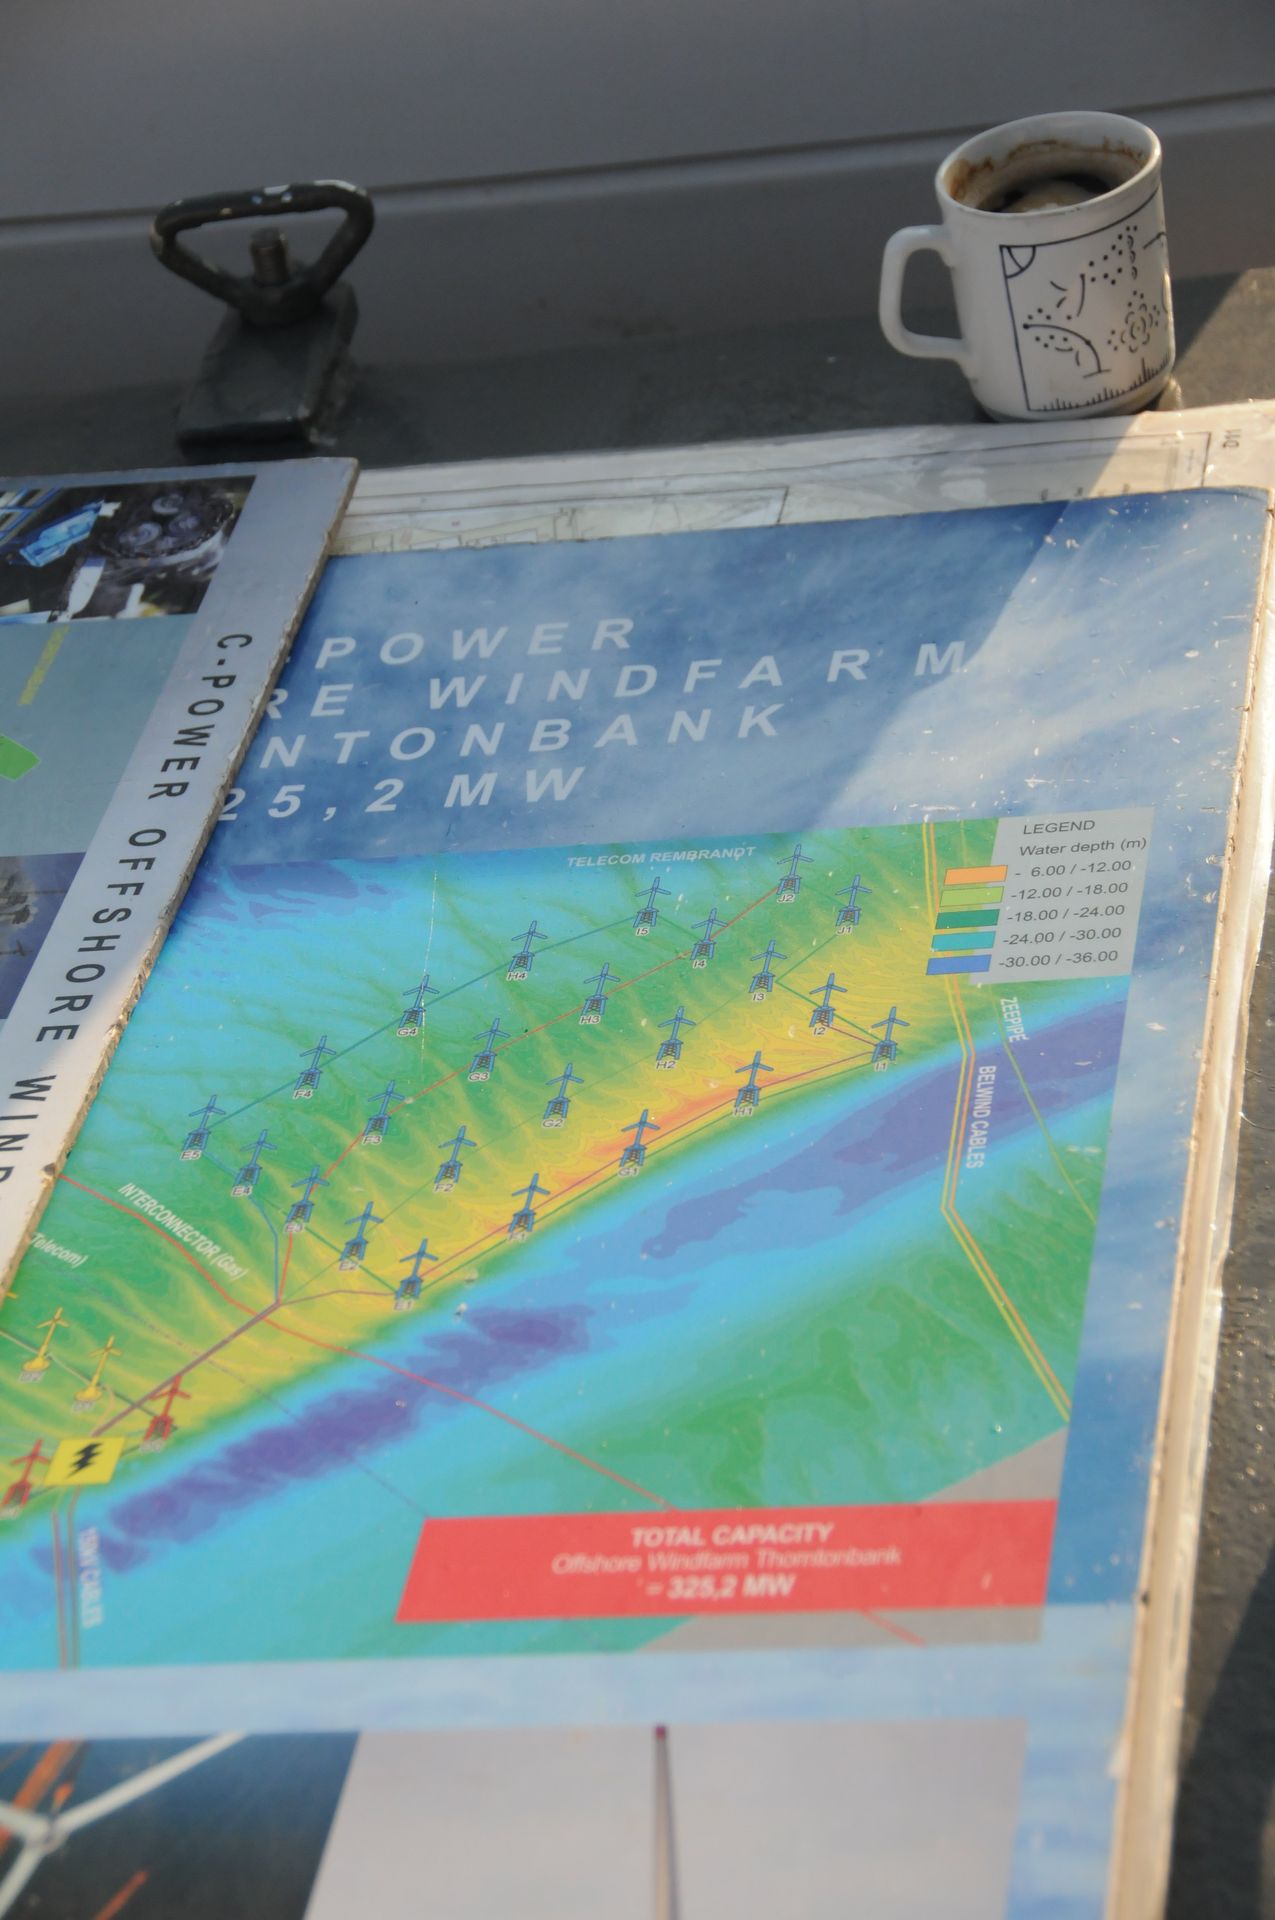 C.POWER OFFSHORE WIND
POWER
RE WINDFARM
NTONBANK
25,2 MW
LEGEND
Water depth (m)
- 6.00 / -12.00
-12.00 / -18.00
-18.00 / -24.00
-24.00 / -30.00
-30.00 / -36.00
TELECOM REMBRANDT
J2
J1
I5
I4
H4
I3
H3
G4
I2
I1
H2
G3
F4
H1
G2
F3
E5
G1
F2
E4
F1
E3
E2
E1
ZEEPIPE
BELWIND CABLES
INTERCONNECTOR (Gas)
Telecom)
D2
150KV CABLES
TOTAL CAPACITY
Offshore Windfarm Thorntonbank
= 325,2 MW